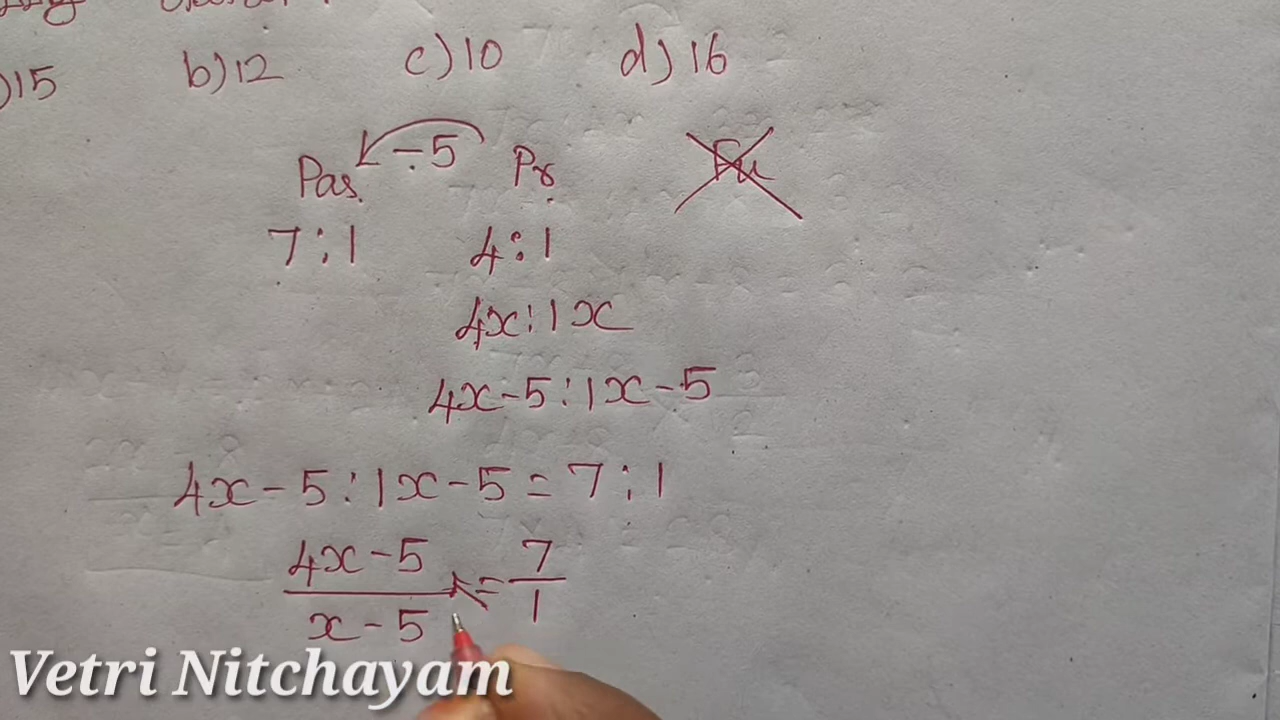 )15 b)12 c)10 d)16
Pas. -5 Pr.
7:1 4:1
4x:1x
4x-5:1x-5
4x-5:1x-5=7:1
4x-5/x-5 = 7/1
Vetri Nitchayam